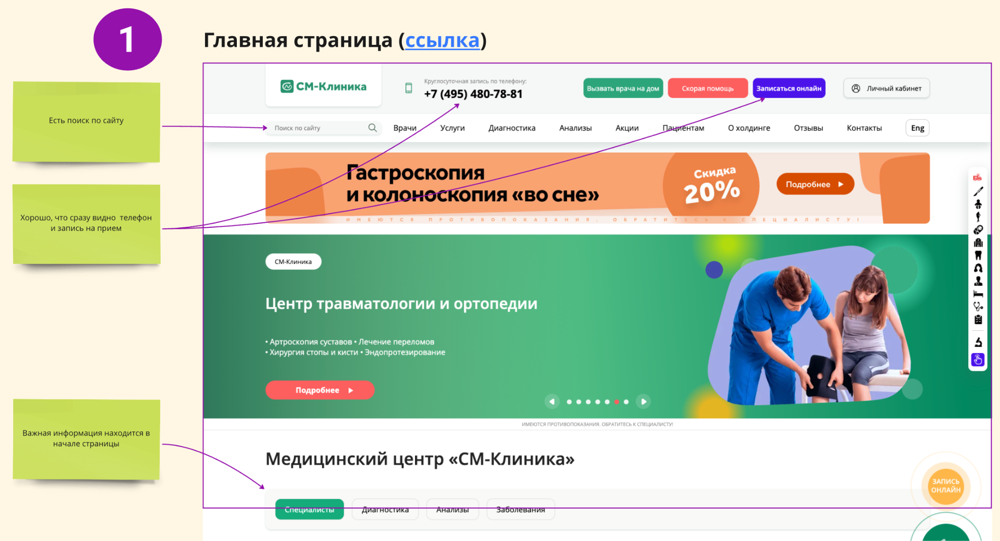 1
Главная страница (ссылка)
Есть поиск по сайту
Хорошо, что сразу видно телефон
и запись на прием
Важная информация находится в
начале страницы
СМ-Клиника
Круглосуточная запись по телефону:
+7 (495) 480-78-81
Вызвать врача на дом
Скорая помощь
Записаться онлайн
Личный кабинет
Поиск по сайту
Врачи
Услуги
Диагностика
Анализы
Акции
Пациентам
О холдинге
Отзывы
Контакты
Eng
Гастроскопия
и колоноскопия «во сне»
Скидка
20%
Подробнее
ИМЕЮТСЯ ПРОТИВОПОКАЗАНИЯ. ОБРАТИТЕСЬ К СПЕЦИАЛИСТУ!
СМ-Клиника
Центр травматологии и ортопедии
• Артроскопия суставов • Лечение переломов
• Хирургия стопы и кисти • Эндопротезирование
Подробнее
ИМЕЮТСЯ ПРОТИВОПОКАЗАНИЯ. ОБРАТИТЕСЬ К СПЕЦИАЛИСТУ!
Медицинский центр «СМ-Клиника»
ЗАПИСЬ
ОНЛАЙН
Специалисты
Диагностика
Анализы
Заболевания